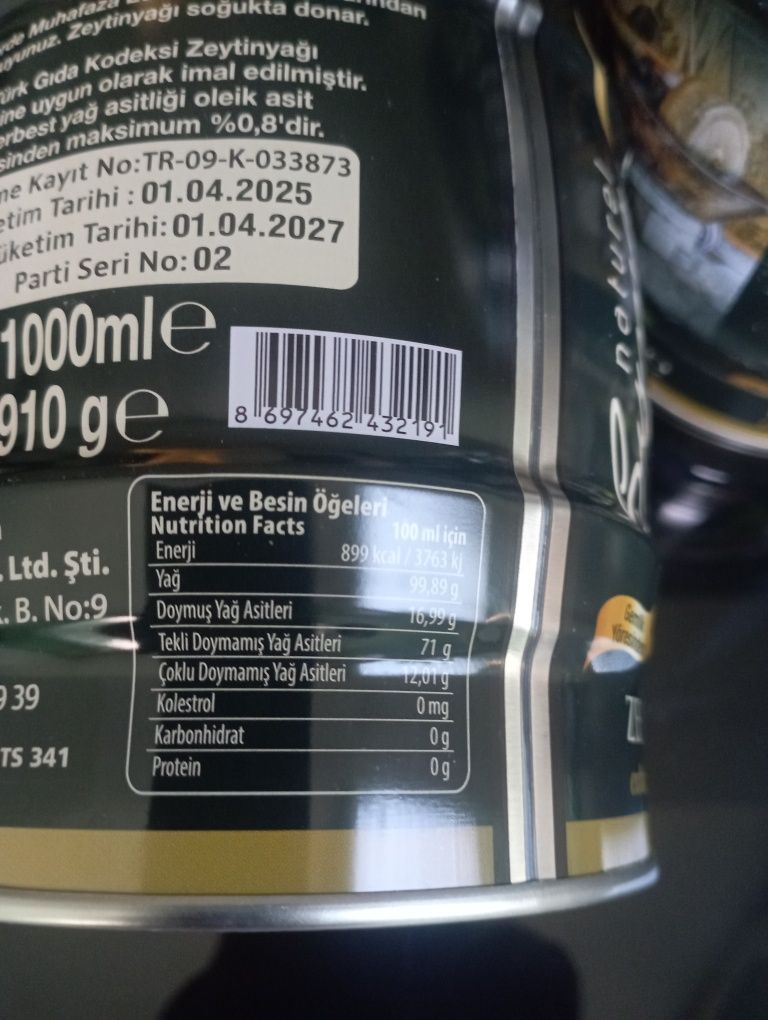 Muhafaza
Zeytinyağı soğukta donar.
Gıda Kodeksi Zeytinyağı
uygun olarak imal edilmiştir.
yağ asitliği oleik asit
maksimum %0,8'dir.
Kayıt No:TR-09-K-033873
Tarihi : 01.04.2025
Tarihi: 01.04.2027
Parti Seri No: 02
1000ml e
910 g e
8 697462 432191
Enerji ve Besin Öğeleri
Nutrition Facts
100 ml için
Enerji 899 kcal / 3763 kj
Yağ 99,89 g
Doymuş Yağ Asitleri 16,99 g
Tekli Doymamış Yağ Asitleri 71 g
Çoklu Doymamış Yağ Asitleri 12,01 g
Kolestrol 0 mg
Karbonhidrat 0 g
Protein 0 g
Ltd. Şti.
B. No:9
39
TS 341
natural